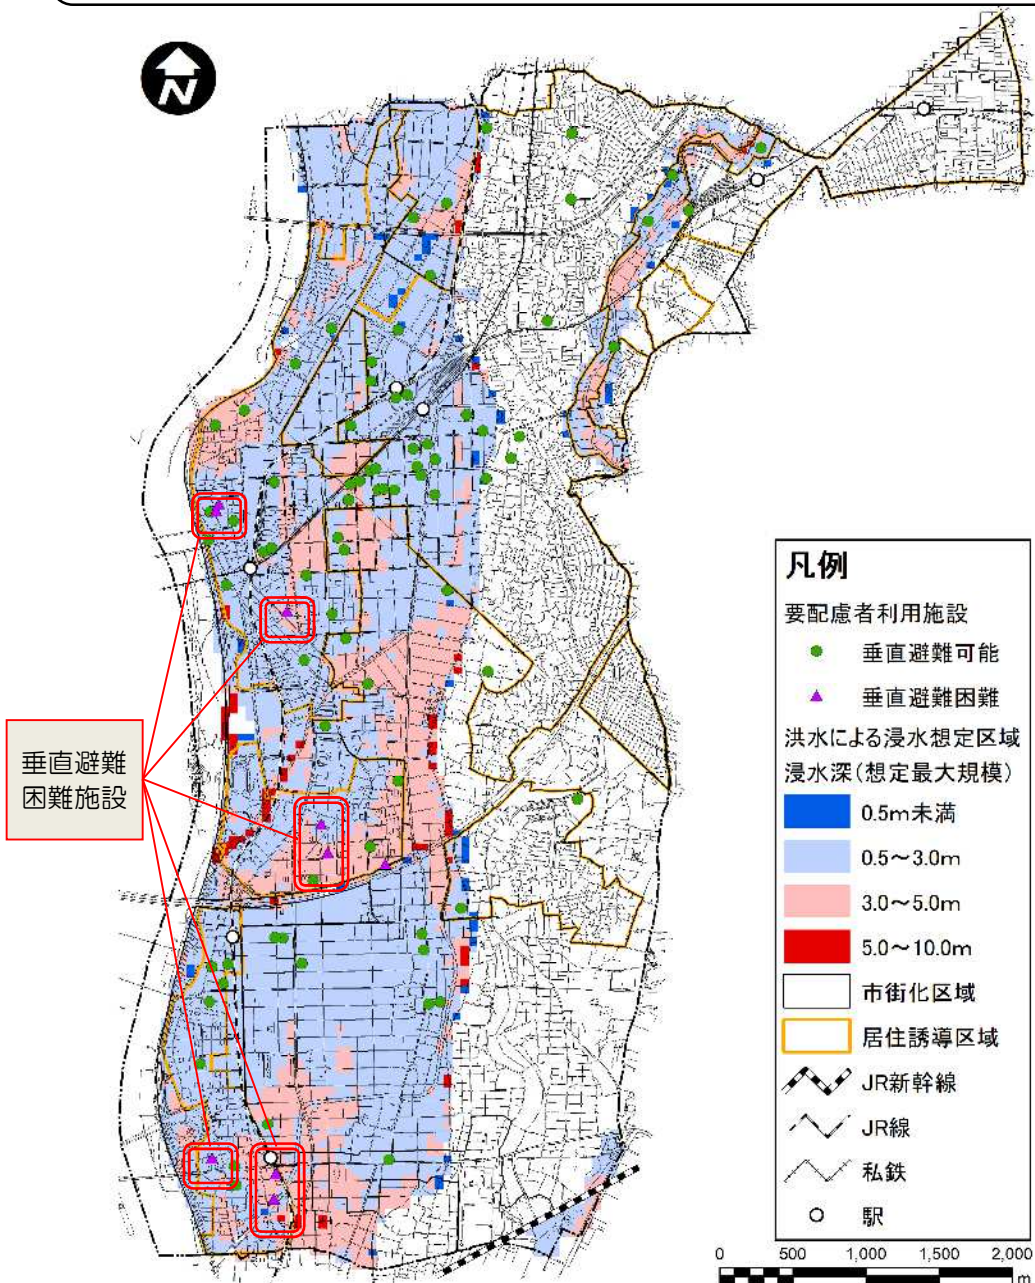 N
垂直避難
困難施設
凡例
要配慮者利用施設
垂直避難可能
垂直避難困難
洪水による浸水想定区域
浸水深(想定最大規模)
0.5m未満
0.5～3.0m
3.0～5.0m
5.0～10.0m
市街化区域
居住誘導区域
JR新幹線
JR線
私鉄
駅
0 500 1,000 1,500 2,000
m